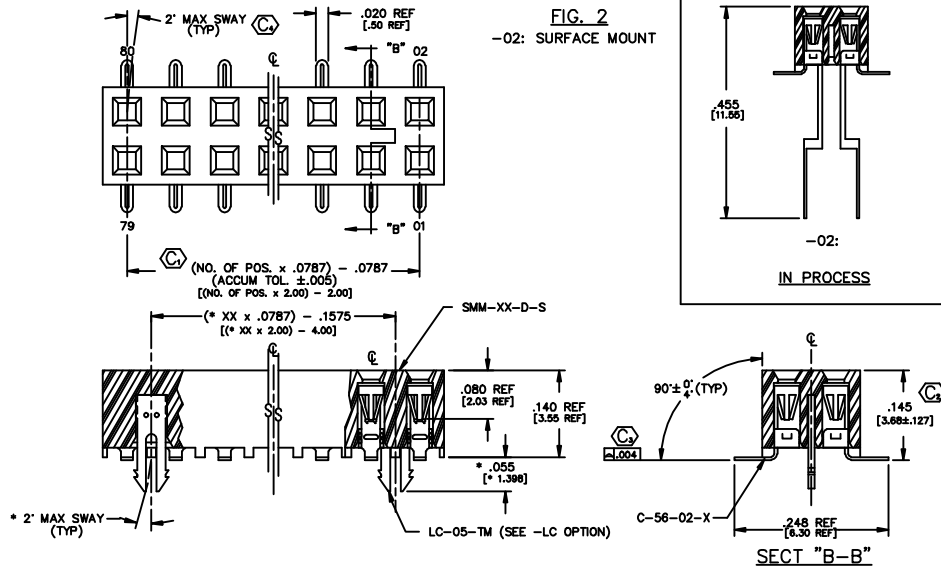 2° MAX SWAY
(TYP)
C4
.020 REF
[.50 REF]
FIG. 2
-02: SURFACE MOUNT
80
"B"
02
79
"B"
01
C1
(NO. OF POS. x .0787) - .0787
(ACCUM TOL. ±.005)
[(NO. OF POS. x 2.00) - 2.00]
.455
[11.55]
-02:
IN PROCESS
(* XX x .0787) - .1575
[(* XX x 2.00) - 4.00]
SMM-XX-D-S
.080 REF
[2.03 REF]
.140 REF
[3.55 REF]
* .055
[* 1.398]
* 2° MAX SWAY
(TYP)
LC-05-TM (SEE -LC OPTION)
90°± 0°
4° (TYP)
C3
.004
C2
.145
[3.68±.127]
C-56-02-X
.248 REF
[6.30 REF]
SECT "B-B"